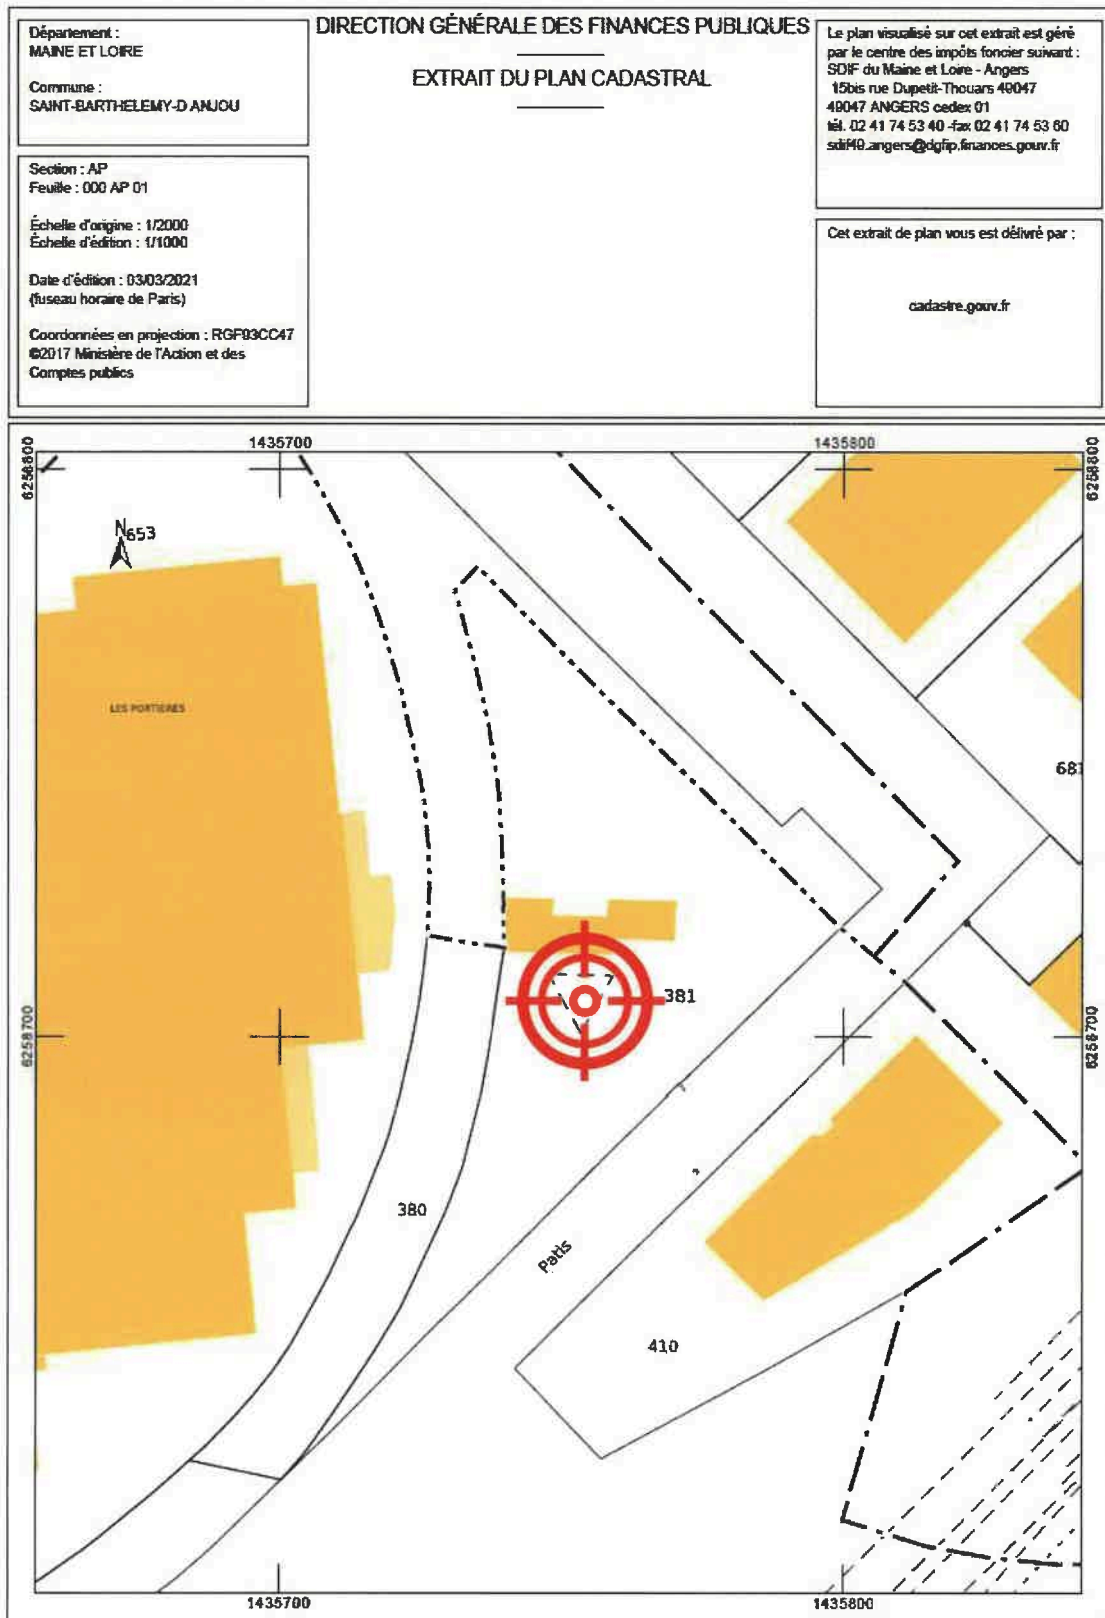 Département :
MAINE ET LOIRE
Commune :
SAINT-BARTHELEMY-D ANJOU
Section : AP
Feuille : 000 AP 01
Échelle d'origine : 1/2000
Échelle d'édition : 1/1000
Date d'édition : 03/03/2021
(fuseau horaire de Paris)
Coordonnées en projection : RGF93CC47
©2017 Ministère de l'Action et des
Comptes publics
DIRECTION GÉNÉRALE DES FINANCES PUBLIQUES
EXTRAIT DU PLAN CADASTRAL
Le plan visualisé sur cet extrait est géré
par le centre des impôts foncier suivant :
SDIF du Maine et Loire - Angers
15bis rue Dupetit-Thouars 49047
49047 ANGERS cedex 01
tél. 02 41 74 53 40 -fax 02 41 74 53 60
sdif49.angers@dgfip.finances.gouv.fr
Cet extrait de plan vous est délivré par :
cadastre.gouv.fr
1435700
1435800
6258800
6258800
N
653
LES PORTIERES
681
381
6258700
6258700
380
Patis
410
1435700
1435800